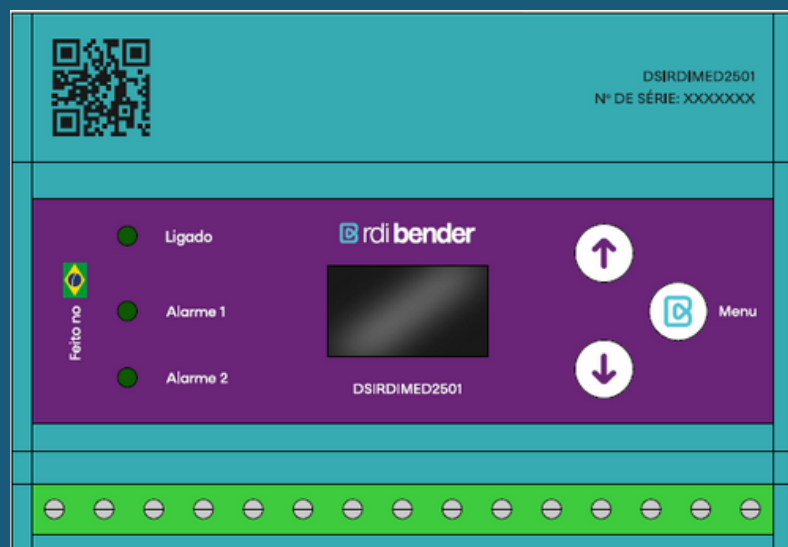 DSIRDIMED2501
Nº DE SÉRIE: XXXXXXX
Ligado
rdi bender
Feito no
Alarme 1
Menu
Alarme 2
DSIRDIMED2501